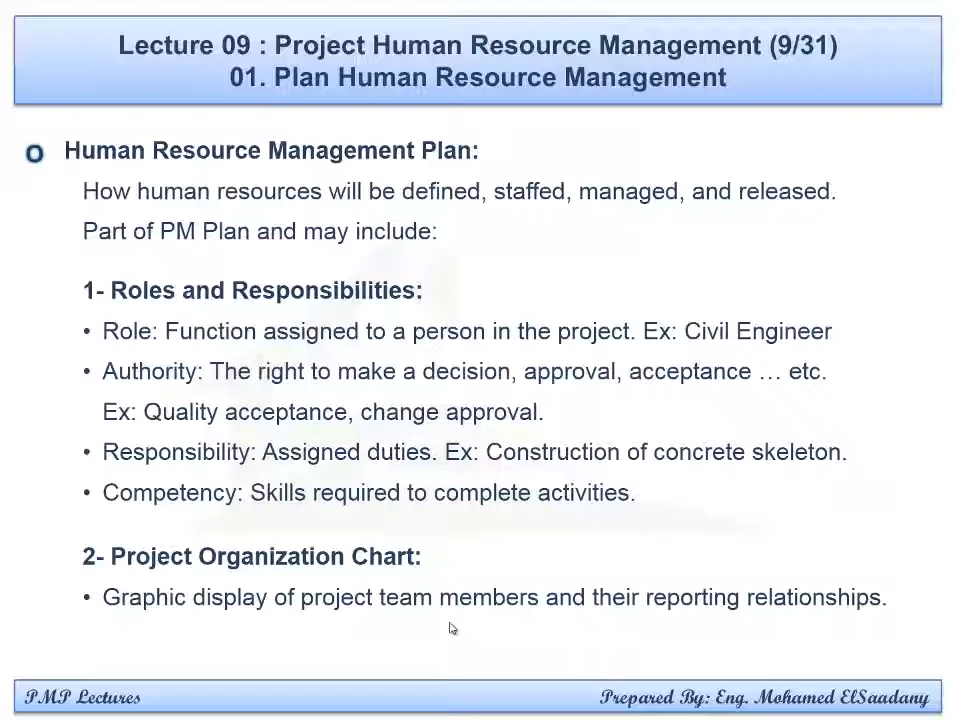 Lecture 09 : Project Human Resource Management (9/31)
01. Plan Human Resource Management
o Human Resource Management Plan:
How human resources will be defined, staffed, managed, and released.
Part of PM Plan and may include:
1- Roles and Responsibilities:
• Role: Function assigned to a person in the project. Ex: Civil Engineer
• Authority: The right to make a decision, approval, acceptance … etc.
Ex: Quality acceptance, change approval.
• Responsibility: Assigned duties. Ex: Construction of concrete skeleton.
• Competency: Skills required to complete activities.
2- Project Organization Chart:
• Graphic display of project team members and their reporting relationships.
PMP Lectures
Prepared By: Eng. Mohamed ElSaadany